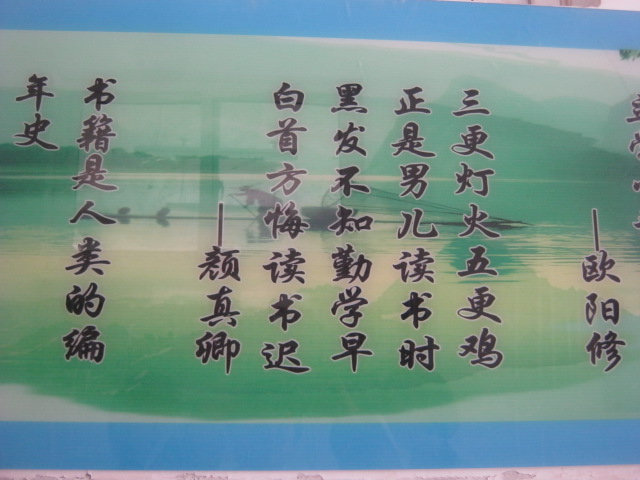 ——欧阳修
三更灯火五更鸡
正是男儿读书时
黑发不知勤学早
白首方悔读书迟
——颜真卿
书籍是人类的编
年史